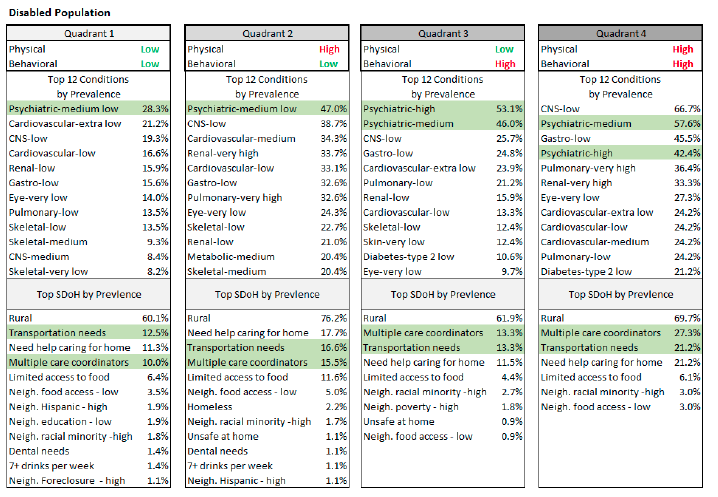 Disabled Population
Quadrant 1
Physical Low
Behavioral Low
Top 12 Conditions
by Prevalence
Psychiatric-medium low 28.3%
Cardiovascular-extra low 21.2%
CNS-low 19.3%
Cardiovascular-low 16.6%
Renal-low 15.9%
Gastro-low 15.6%
Eye-very low 14.0%
Pulmonary-low 13.5%
Skeletal-low 13.5%
Skeletal-medium 9.3%
CNS-medium 8.4%
Skeletal-very low 8.2%
Top SDoH by Prevlence
Rural 60.1%
Transportation needs 12.5%
Need help caring for home 11.3%
Multiple care coordinators 10.0%
Limited access to food 6.4%
Neigh. food access - low 3.5%
Neigh. Hispanic - high 1.9%
Neigh. education - low 1.9%
Neigh. racial minority -high 1.8%
Dental needs 1.4%
7+ drinks per week 1.4%
Neigh. Foreclosure - high 1.1%
Quadrant 2
Physical High
Behavioral Low
Top 12 Conditions
by Prevalence
Psychiatric-medium low 47.0%
CNS-low 38.7%
Cardiovascular-medium 34.3%
Renal-very high 33.7%
Cardiovascular-low 33.1%
Gastro-low 32.6%
Pulmonary-very high 32.6%
Eye-very low 24.3%
Skeletal-low 22.7%
Renal-low 21.0%
Metabolic-medium 20.4%
Skeletal-medium 20.4%
Top SDoH by Prevlence
Rural 76.2%
Need help caring for home 17.7%
Transportation needs 16.6%
Multiple care coordinators 15.5%
Limited access to food 11.6%
Neigh. food access - low 5.0%
Homeless 2.2%
Neigh. racial minority -high 1.7%
Unsafe at home 1.1%
Dental needs 1.1%
7+ drinks per week 1.1%
Neigh. Hispanic - high 1.1%
Quadrant 3
Physical Low
Behavioral High
Top 12 Conditions
by Prevalence
Psychiatric-high 53.1%
Psychiatric-medium 46.0%
CNS-low 25.7%
Gastro-low 24.8%
Cardiovascular-extra low 23.9%
Pulmonary-low 21.2%
Renal-low 15.9%
Cardiovascular-low 13.3%
Skeletal-low 12.4%
Skin-very low 12.4%
Diabetes-type 2 low 10.6%
Eye-very low 9.7%
Top SDoH by Prevlence
Rural 61.9%
Multiple care coordinators 13.3%
Transportation needs 13.3%
Need help caring for home 11.5%
Limited access to food 4.4%
Neigh. racial minority -high 2.7%
Neigh. poverty - high 1.8%
Unsafe at home 0.9%
Neigh. food access - low 0.9%
Quadrant 4
Physical High
Behavioral High
Top 12 Conditions
by Prevalence
CNS-low 66.7%
Psychiatric-medium 57.6%
Gastro-low 45.5%
Psychiatric-high 42.4%
Pulmonary-very high 36.4%
Renal-very high 33.3%
Eye-very low 27.3%
Cardiovascular-extra low 24.2%
Cardiovascular-low 24.2%
Cardiovascular-medium 24.2%
Pulmonary-low 24.2%
Diabetes-type 2 low 21.2%
Top SDoH by Prevlence
Rural 69.7%
Multiple care coordinators 27.3%
Transportation needs 21.2%
Need help caring for home 21.2%
Limited access to food 6.1%
Neigh. racial minority -high 3.0%
Neigh. food access - low 3.0%